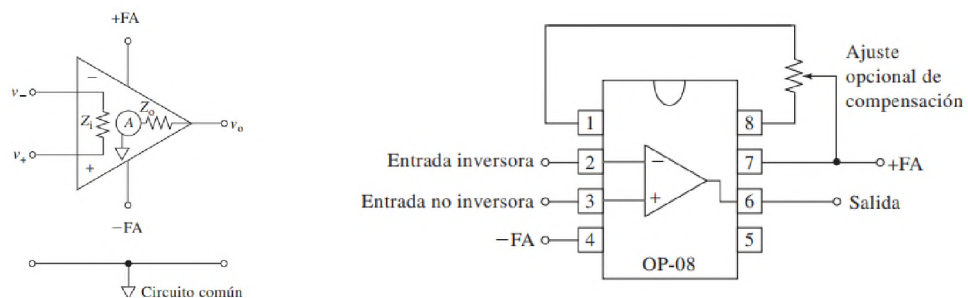 +FA
−
v₋
Zᵢ
A
Zₒ
vₒ
v₊
+
−FA
Circuito común
Ajuste
opcional de
compensación
1
8
Entrada inversora
2
−
7
+FA
Entrada no inversora
3
+
6
Salida
−FA
4
5
OP-08